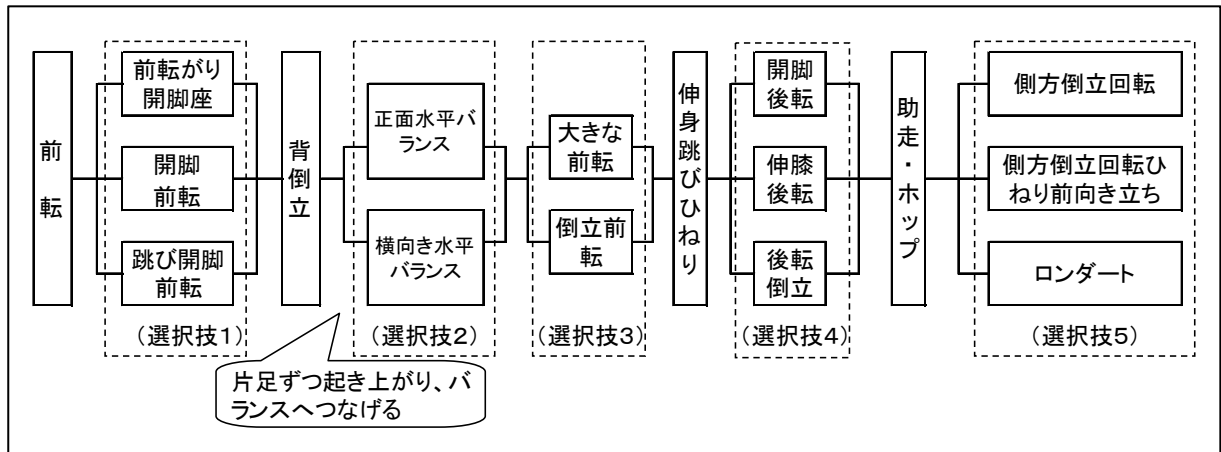 前転
前転がり
開脚座
開脚
前転
跳び開脚
前転
(選択技1)
背倒立
正面水平バ
ランス
横向き水平
バランス
(選択技2)
片足ずつ起き上がり、バ
ランスへつなげる
大きな
前転
倒立前
転
(選択技3)
伸身跳びひねり
開脚
後転
伸膝
後転
後転
倒立
(選択技4)
助走・ホップ
側方倒立回転
側方倒立回転ひ
ねり前向き立ち
ロンダート
(選択技5)